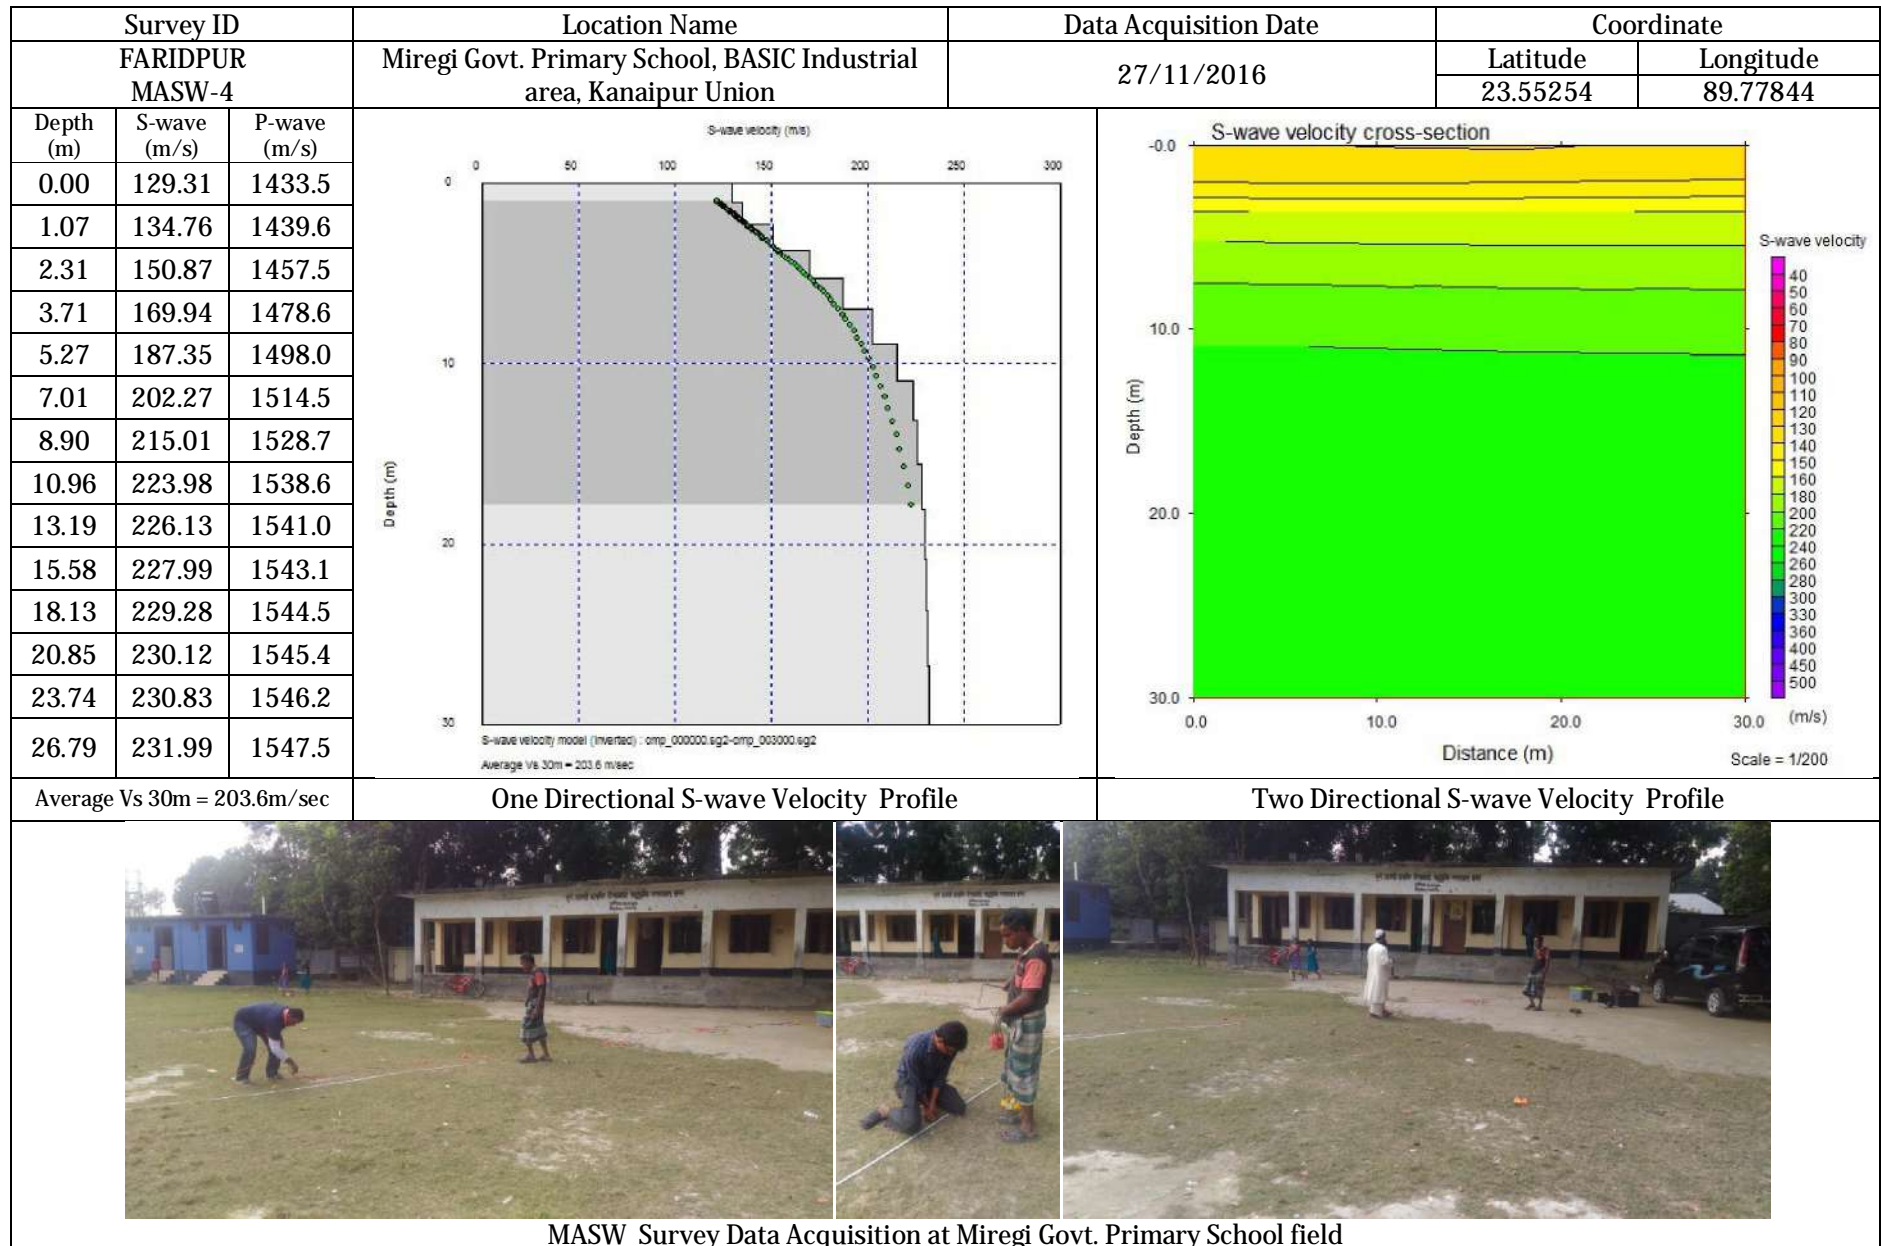 Survey ID
Location Name
Data Acquisition Date
Coordinate
FARIDPUR
MASW-4
Miregi Govt. Primary School, BASIC Industrial
area, Kanaipur Union
27/11/2016
Latitude
Longitude
23.55254
89.77844
Depth (m) S-wave (m/s) P-wave (m/s)
0.00 129.31 1433.5
1.07 134.76 1439.6
2.31 150.87 1457.5
3.71 169.94 1478.6
5.27 187.35 1498.0
7.01 202.27 1514.5
8.90 215.01 1528.7
10.96 223.98 1538.6
13.19 226.13 1541.0
15.58 227.99 1543.1
18.13 229.28 1544.5
20.85 230.12 1545.4
23.74 230.83 1546.2
26.79 231.99 1547.5
Average Vs 30m = 203.6m/sec
S-wave velocity (m/s)
0 50 100 150 200 250 300
0
10
20
30
Depth (m)
S-wave velocity model (inverted) : cmp_000000.sg2-cmp_003000.sg2
Average Vs 30m = 203.6 m/sec
One Directional S-wave Velocity Profile
S-wave velocity cross-section
-0.0
10.0
20.0
30.0
Depth (m)
0.0 10.0 20.0 30.0
Distance (m)
S-wave velocity
40
50
60
70
80
90
100
110
120
130
140
150
160
180
200
220
240
260
280
300
330
360
400
450
500
(m/s)
Scale = 1/200
Two Directional S-wave Velocity Profile
MASW Survey Data Acquisition at Miregi Govt. Primary School field